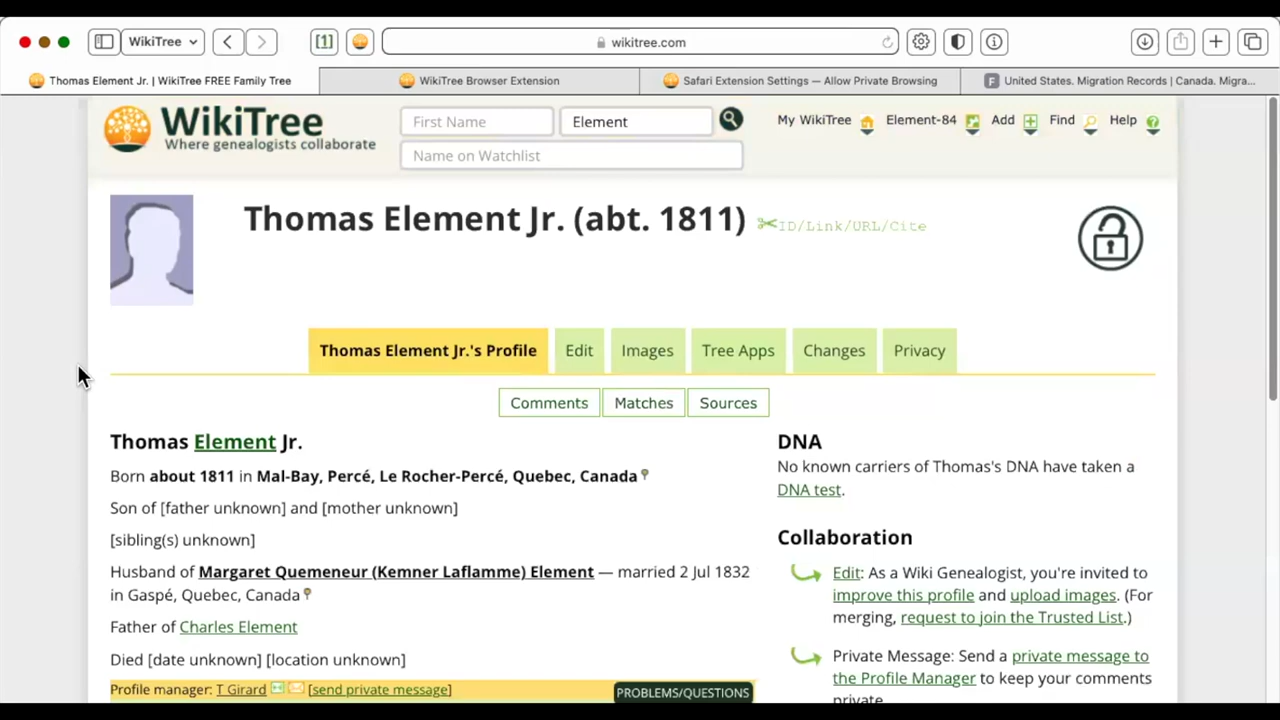 WikiTree
[1]
wikitree.com
Thomas Element Jr. | WikiTree FREE Family Tree
WikiTree Browser Extension
Safari Extension Settings — Allow Private Browsing
United States. Migration Records | Canada. Migra...
WikiTree
Where genealogists collaborate
First Name
Element
Name on Watchlist
My WikiTree
Element-84
Add
Find
Help
Thomas Element Jr. (abt. 1811)
ID/Link/URL/Cite
Thomas Element Jr.'s Profile
Edit
Images
Tree Apps
Changes
Privacy
Comments
Matches
Sources
Thomas Element Jr.
Born about 1811 in Mal-Bay, Percé, Le Rocher-Percé, Quebec, Canada
Son of [father unknown] and [mother unknown]
[sibling(s) unknown]
Husband of Margaret Quemeneur (Kemner Laflamme) Element — married 2 Jul 1832
in Gaspé, Quebec, Canada
Father of Charles Element
Died [date unknown] [location unknown]
Profile manager: T Girard [send private message]
PROBLEMS/QUESTIONS
DNA
No known carriers of Thomas's DNA have taken a
DNA test.
Collaboration
Edit: As a Wiki Genealogist, you're invited to
improve this profile and upload images. (For
merging, request to join the Trusted List.)
Private Message: Send a private message to
the Profile Manager to keep your comments
private.